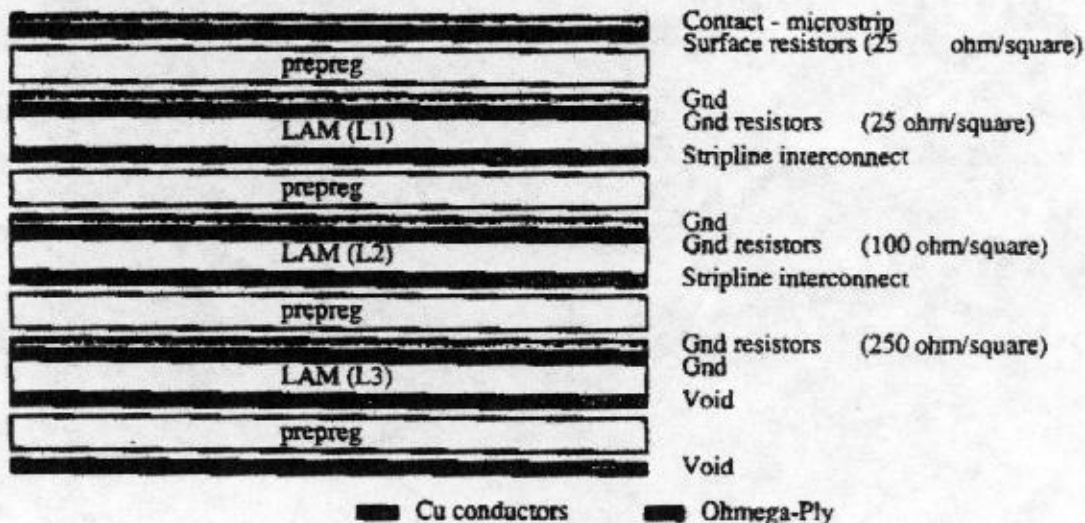 Contact - microstrip
Surface resistors (25 ohm/square)
prepreg
Gnd
Gnd resistors (25 ohm/square)
LAM (L1)
Stripline interconnect
prepreg
Gnd
Gnd resistors (100 ohm/square)
LAM (L2)
Stripline interconnect
prepreg
Gnd resistors (250 ohm/square)
Gnd
LAM (L3)
Void
prepreg
Void
Cu conductors Ohmega-Ply